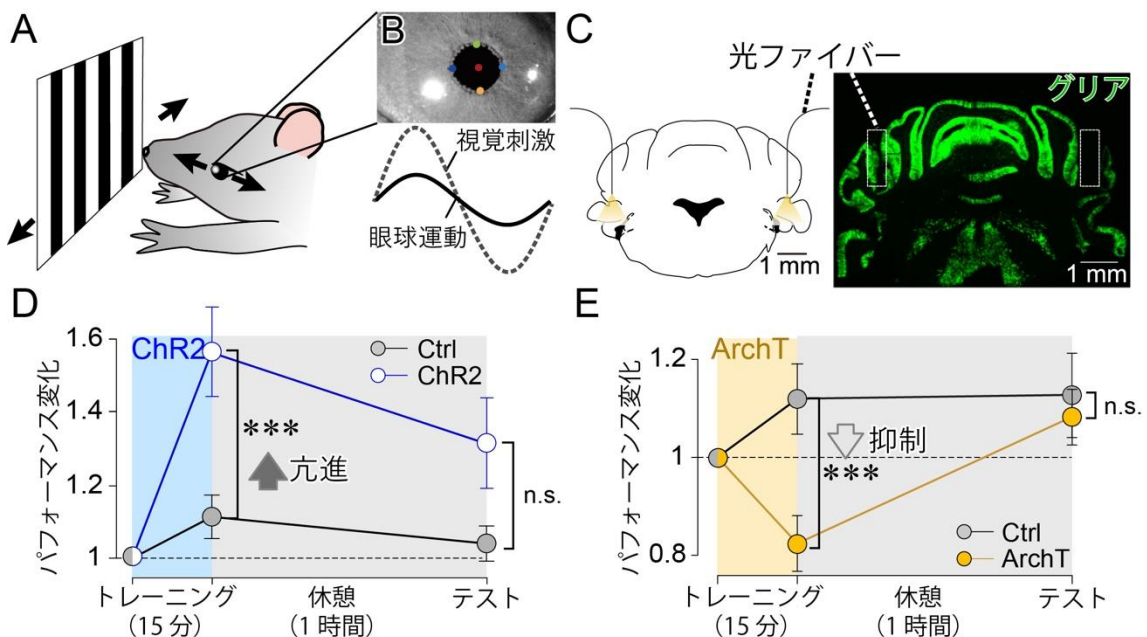 A
B
視覚刺激
眼球運動
C
光ファイバー
グリア
1 mm
1 mm
D
パフォーマンス変化
1.6
1.4
1.2
1
ChR2
Ctrl
ChR2
***
亢進
n.s.
トレーニング
(15 分)
休憩
(1 時間)
テスト
E
パフォーマンス変化
1.2
1
0.8
ArchT
抑制
***
n.s.
Ctrl
ArchT
トレーニング
(15 分)
休憩
(1 時間)
テスト